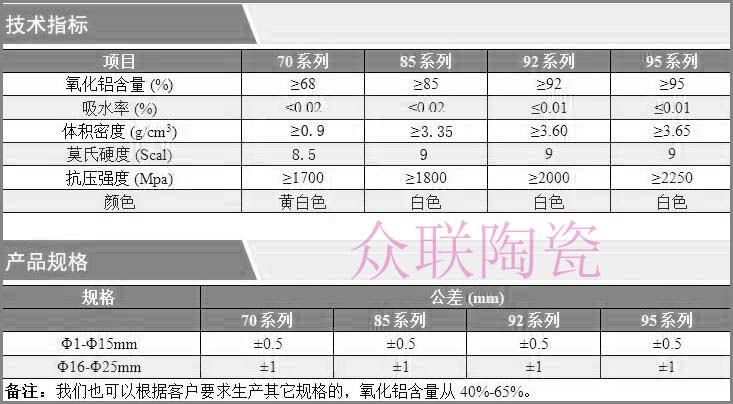 技术指标
项目 70系列 85系列 92系列 95系列
氧化铝含量 (%) ≥68 ≥85 ≥92 ≥95
吸水率 (%) <0.02 <0.02 ≤0.01 ≤0.01
体积密度 (g/cm³) ≥0.9 ≥3.35 ≥3.60 ≥3.65
莫氏硬度 (Scal) 8.5 9 9 9
抗压强度 (Mpa) ≥1700 ≥1800 ≥2000 ≥2250
颜色 黄白色 白色 白色 白色
众联陶瓷
产品规格
规格 公差 (mm)
70系列 85系列 92系列 95系列
Φ1-Φ15mm ±0.5 ±0.5 ±0.5 ±0.5
Φ16-Φ25mm ±1 ±1 ±1 ±1
备注：我们也可以根据客户要求生产其它规格的，氧化铝含量从 40%-65%。